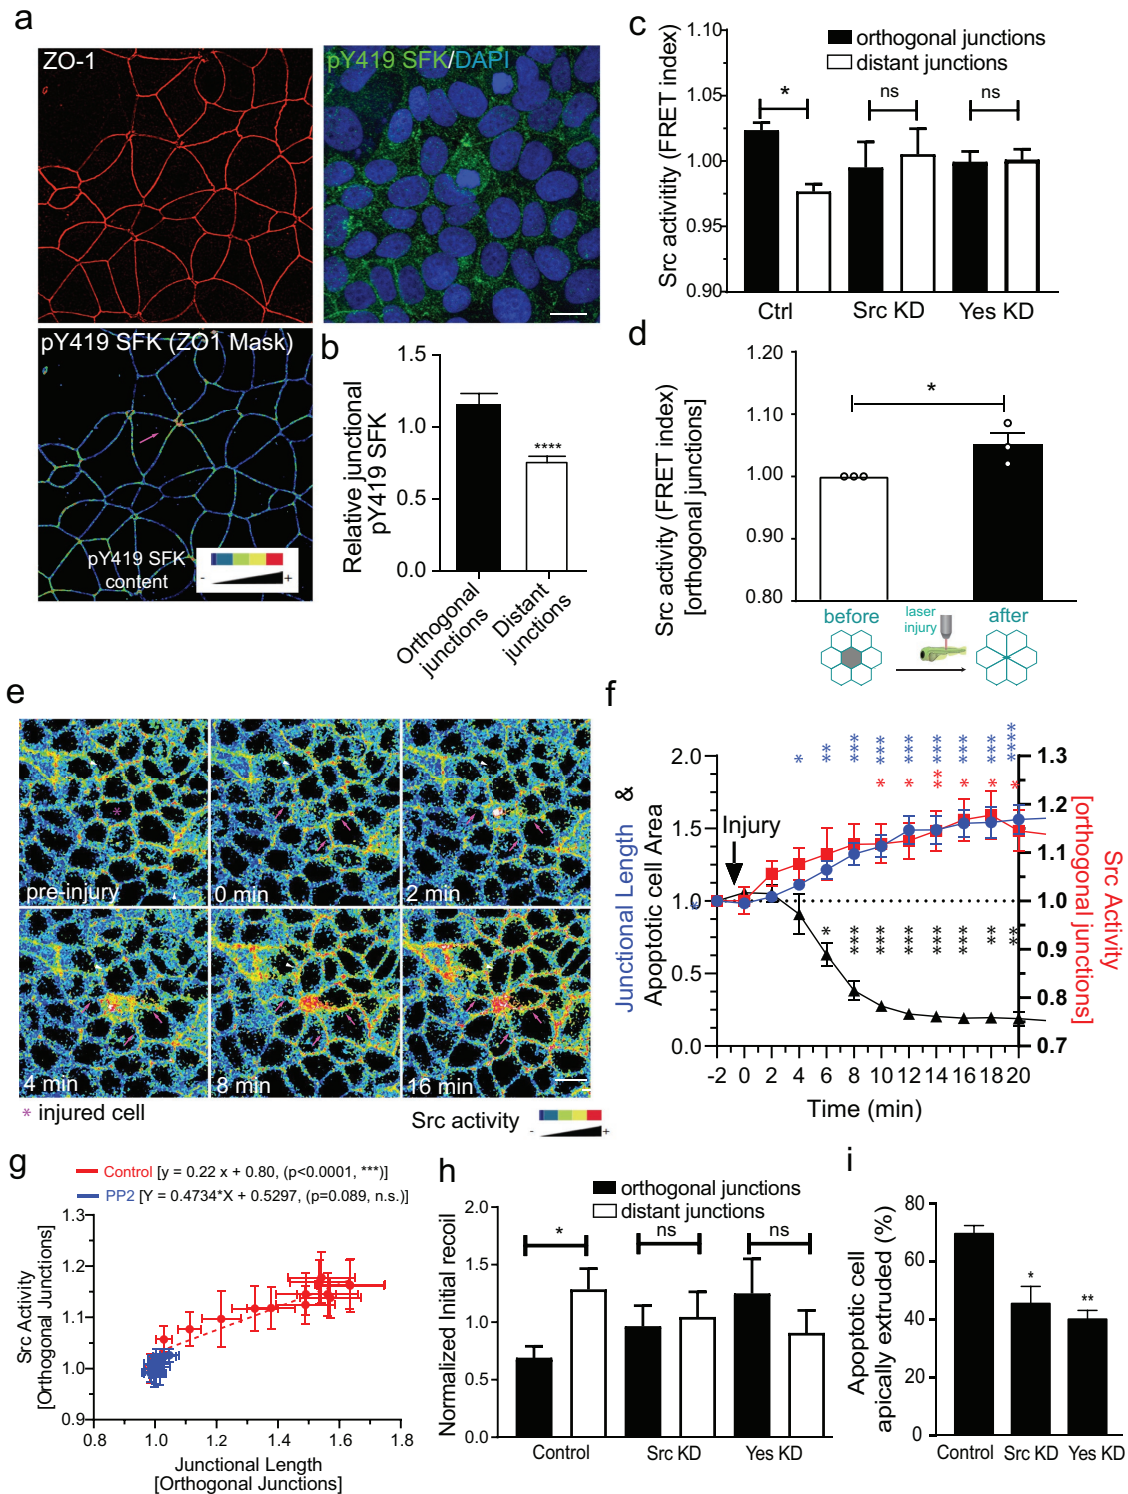 a
ZO-1
pY419 SFK/DAPI
pY419 SFK (ZO1 Mask)
pY419 SFK
content
- +
b
Relative junctional
pY419 SFK
1.5
1.0
0.5
0.0
Orthogonal
junctions
Distant
junctions
****
c
Src activitity (FRET index)
1.10
1.05
1.00
0.95
0.90
orthogonal junctions
distant junctions
* ns ns
Ctrl Src KD Yes KD
d
Src activity (FRET index)
[orthogonal junctions]
1.20
1.10
1.00
0.90
0.80
*
before laser injury after
e
pre-injury 0 min 2 min
4 min 8 min 16 min
* injured cell
Src activity - +
f
Junctional Length &
Apoptotic cell Area
2.0
1.5
1.0
0.5
0.0
Injury
* ** *** *** *** *** *** *** ****
* * ** * * *
* *** *** *** *** *** ** **
1.3
1.2
1.1
1.0
0.9
0.8
0.7
Src Activity
[orthogonal junctions]
-2 0 2 4 6 8 10 12 14 16 18 20
Time (min)
g
Control [y = 0.22 x + 0.80, (p<0.0001, ***)]
PP2 [Y = 0.4734*X + 0.5297, (p=0.089, n.s.)]
Src Activity
[Orthogonal Junctions]
1.3
1.2
1.1
1.0
0.9
0.8 1.0 1.2 1.4 1.6 1.8
Junctional Length
[Orthogonal Junctions]
h
Normalized Initial recoil
2.0
1.5
1.0
0.5
0.0
orthogonal junctions
distant junctions
* ns ns
Control Src KD Yes KD
i
Apoptotic cell
apically extruded (%)
80
60
40
20
0
* **
Control Src KD Yes KD